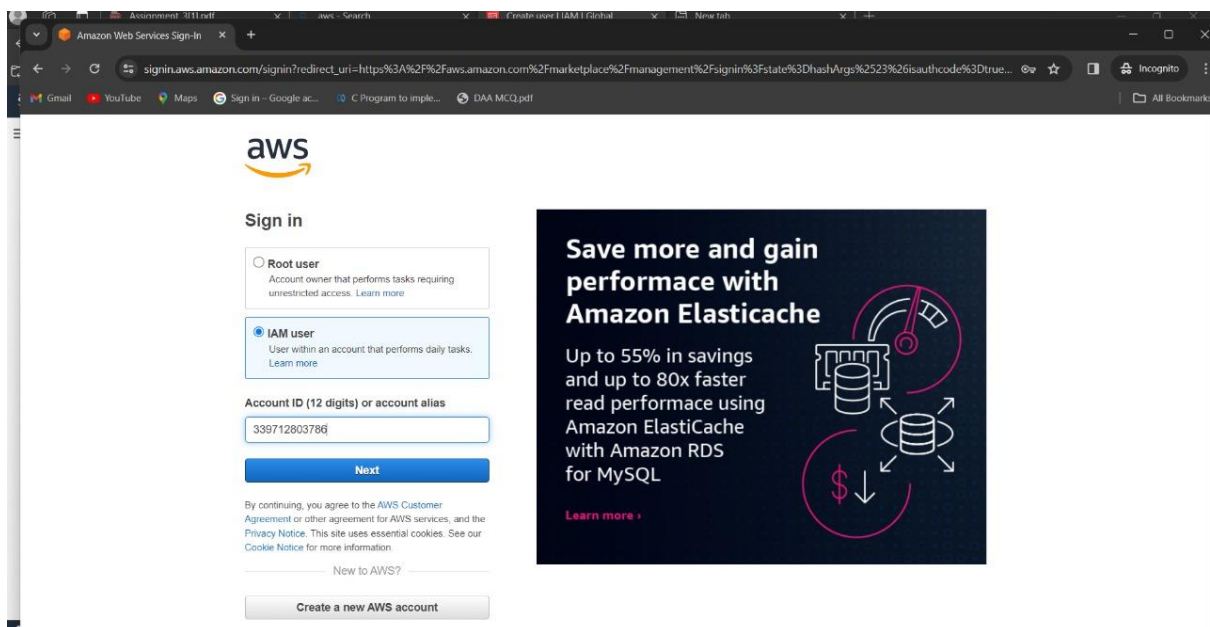 Assignment 3[1].pdf
aws - Search
Create user | IAM | Global
New tab
Amazon Web Services Sign-In
signin.aws.amazon.com/signin?redirect_uri=https%3A%2F%2Faws.amazon.com%2Fmarketplace%2Fmanagement%2Fsignin%3Fstate%3DhashArgs%2523%26isauthcode%3Dtrue...
Incognito
Gmail YouTube Maps Sign in – Google ac... C Program to imple... DAA MCQ.pdf All Bookmarks
aws
Sign in
Root user
Account owner that performs tasks requiring
unrestricted access. Learn more
IAM user
User within an account that performs daily tasks.
Learn more
Account ID (12 digits) or account alias
339712803786
Next
By continuing, you agree to the AWS Customer
Agreement or other agreement for AWS services, and the
Privacy Notice. This site uses essential cookies. See our
Cookie Notice for more information.
New to AWS?
Create a new AWS account
Save more and gain
performace with
Amazon Elasticache
Up to 55% in savings
and up to 80x faster
read performace using
Amazon ElastiCache
with Amazon RDS
for MySQL
Learn more ›